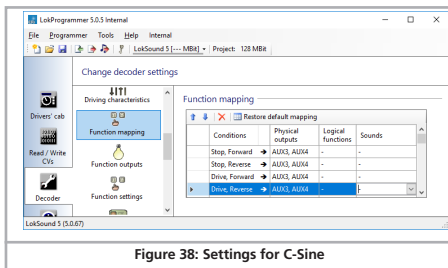 LokProgrammer 5.0.5 Internal
File Programmer Tools Help Internal
LokSound 5 [--- MBit] Project: 128 MBit
Change decoder settings
Drivers' cab
Read / Write
CVs
Decoder
Driving characteristics
Function mapping
Function outputs
Function settings
Function mapping
Restore default mapping
Conditions Physical outputs Logical functions Sounds
Stop, Forward AUX3, AUX4 - -
Stop, Reverse AUX3, AUX4 - -
Drive, Forward AUX3, AUX4 - -
Drive, Reverse AUX3, AUX4 - -
LokSound 5 (5.0.67)
Figure 38: Settings for C-Sine